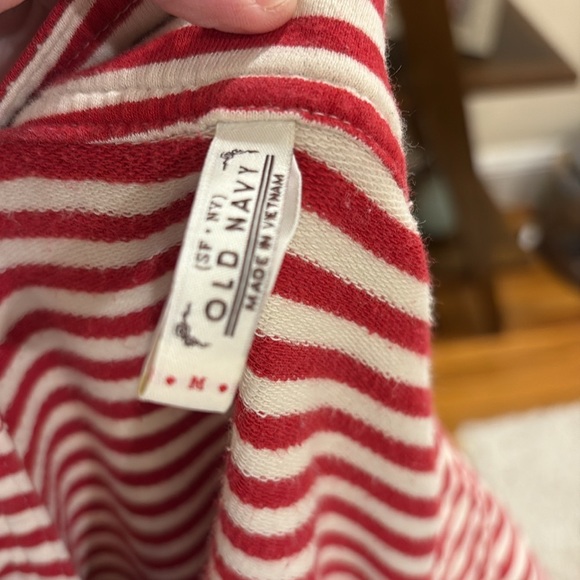 (SF • NY)
OLD NAVY
MADE IN VIETNAM
M